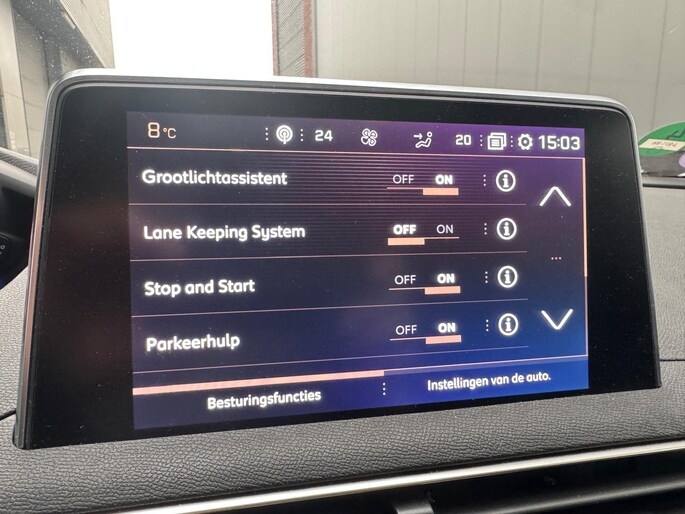 8°C 24 20 15:03
Grootlichtassistent OFF ON
Lane Keeping System OFF ON
Stop and Start OFF ON
Parkeerhulp OFF ON
Besturingsfuncties Instellingen van de auto.